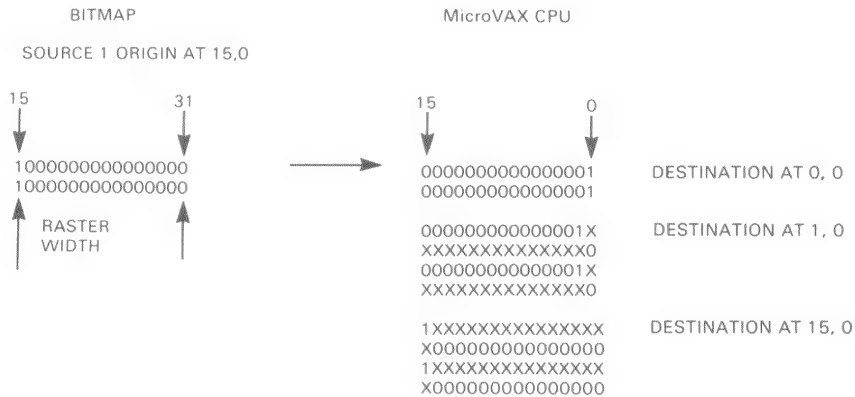 BITMAP
MicroVAX CPU
SOURCE 1 ORIGIN AT 15,0
15 31
15 0
1000000000000000
1000000000000000
RASTER
WIDTH
0000000000000001
0000000000000001
DESTINATION AT 0, 0
000000000000001X
XXXXXXXXXXXXXXX0
000000000000001X
XXXXXXXXXXXXXXX0
DESTINATION AT 1, 0
1XXXXXXXXXXXXXXX
X000000000000000
1XXXXXXXXXXXXXXX
X000000000000000
DESTINATION AT 15, 0